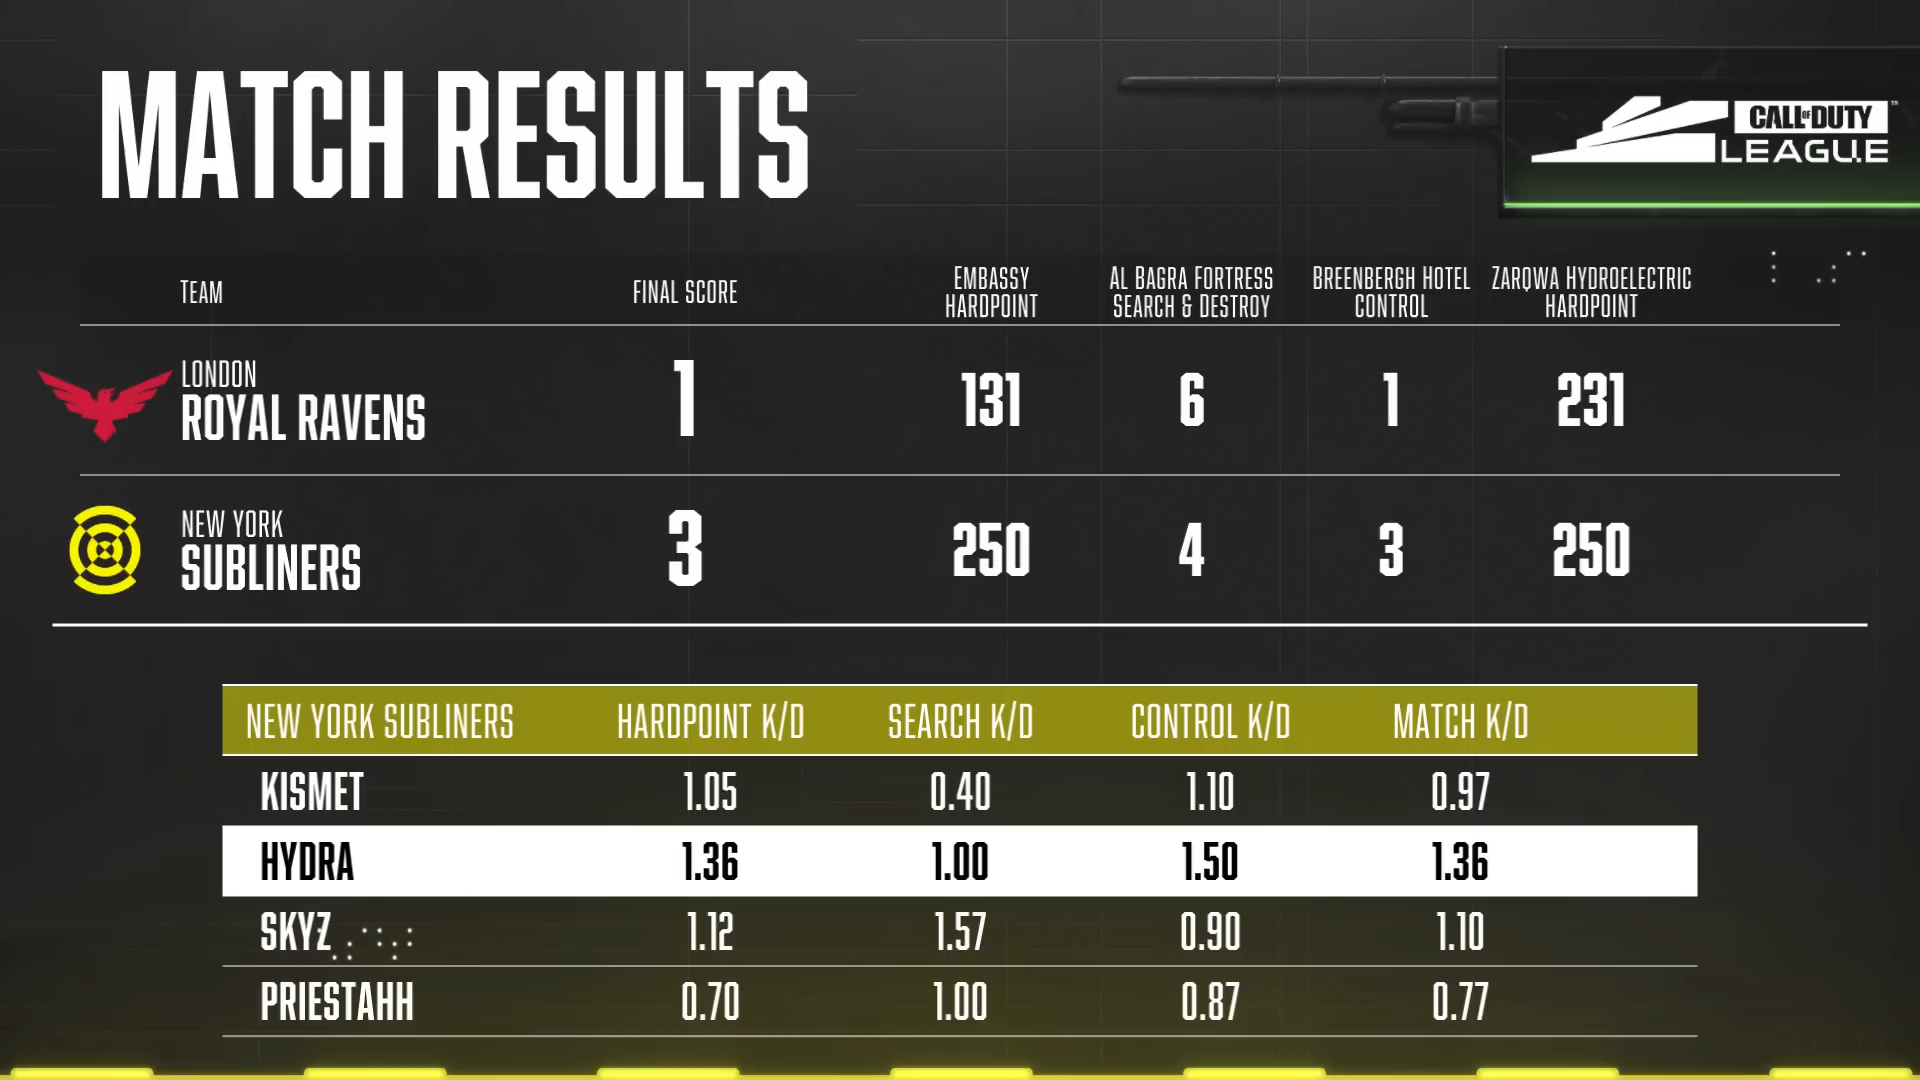 MATCH RESULTS
CALL OF DUTY
LEAGUE
TM
TEAM FINAL SCORE EMBASSY HARDPOINT AL BAGRA FORTRESS SEARCH & DESTROY BREENBERGH HOTEL CONTROL ZARQWA HYDROELECTRIC HARDPOINT
LONDON
ROYAL RAVENS 1 131 6 1 231
NEW YORK
SUBLINERS 3 250 4 3 250
NEW YORK SUBLINERS HARDPOINT K/D SEARCH K/D CONTROL K/D MATCH K/D
KISMET 1.05 0.40 1.10 0.97
HYDRA 1.36 1.00 1.50 1.36
SKYZ 1.12 1.57 0.90 1.10
PRIESTAHH 0.70 1.00 0.87 0.77